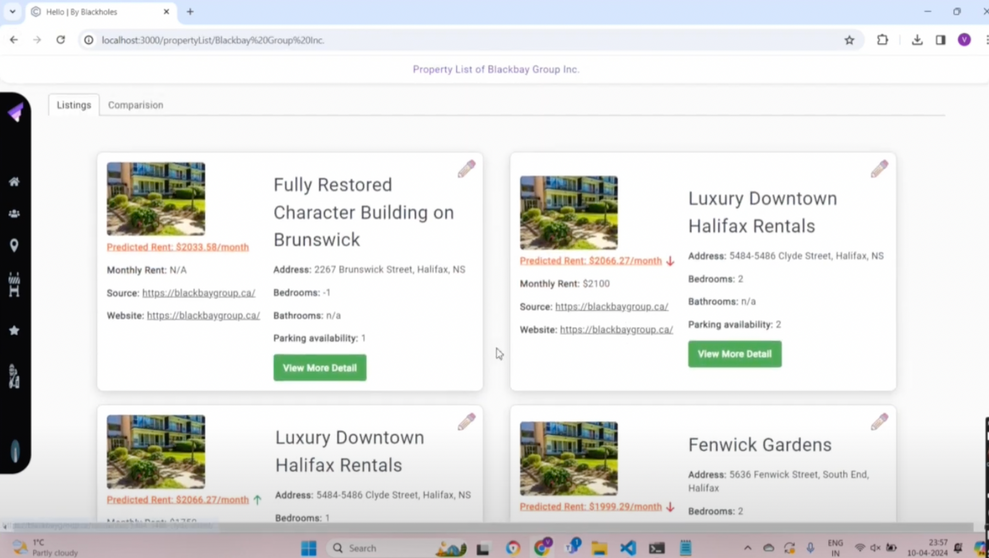 Hello | By Blackholes
localhost:3000/propertyList/Blackbay%20Group%20Inc.
Property List of Blackbay Group Inc.
Listings
Comparision
Fully Restored
Character Building on
Brunswick
Predicted Rent: $2033.58/month
Monthly Rent: N/A
Source: https://blackbaygroup.ca/
Website: https://blackbaygroup.ca/
Address: 2267 Brunswick Street, Halifax, NS
Bedrooms: -1
Bathrooms: n/a
Parking availability: 1
View More Detail
Luxury Downtown
Halifax Rentals
Predicted Rent: $2066.27/month
Monthly Rent: $2100
Source: https://blackbaygroup.ca/
Website: https://blackbaygroup.ca/
Address: 5484-5486 Clyde Street, Halifax, NS
Bedrooms: 2
Bathrooms: n/a
Parking availability: 2
View More Detail
Luxury Downtown
Halifax Rentals
Predicted Rent: $2066.27/month
Address: 5484-5486 Clyde Street, Halifax, NS
Bedrooms: 1
Fenwick Gardens
Predicted Rent: $1999.29/month
Address: 5636 Fenwick Street, South End,
Halifax
Bedrooms: 2
1°C
Partly cloudy
Search
ENG
IN
23:57
10-04-2024